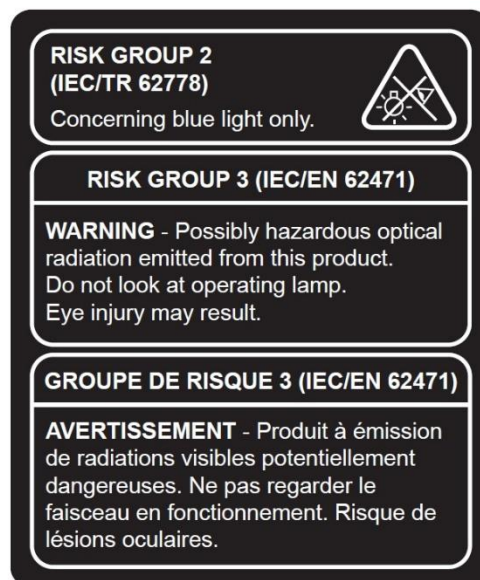 RISK GROUP 2
(IEC/TR 62778)
Concerning blue light only.
RISK GROUP 3 (IEC/EN 62471)
WARNING - Possibly hazardous optical
radiation emitted from this product.
Do not look at operating lamp.
Eye injury may result.
GROUPE DE RISQUE 3 (IEC/EN 62471)
AVERTISSEMENT - Produit à émission
de radiations visibles potentiellement
dangereuses. Ne pas regarder le
faisceau en fonctionnement. Risque de
lésions oculaires.